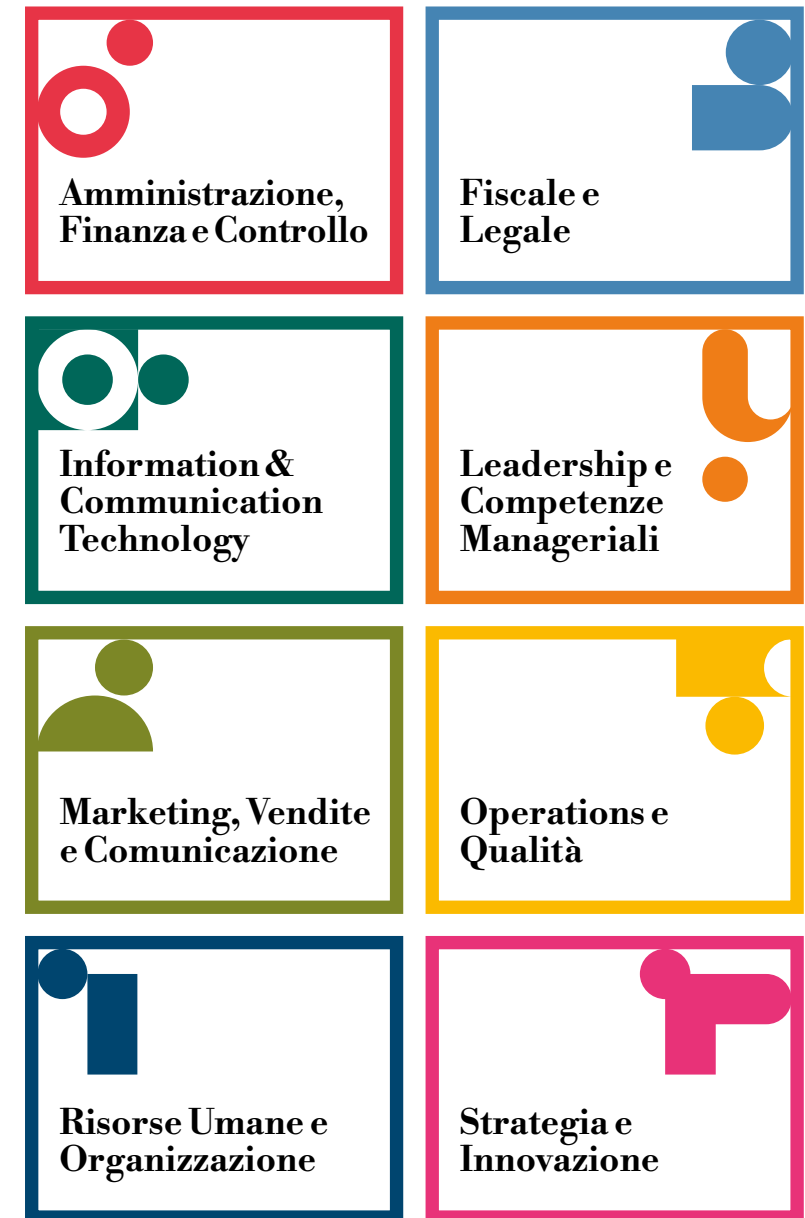 Amministrazione,
Finanza e Controllo
Fiscale e
Legale
Information &
Communication
Technology
Leadership e
Competenze
Manageriali
Marketing, Vendite
e Comunicazione
Operations e
Qualità
Risorse Umane e
Organizzazione
Strategia e
Innovazione